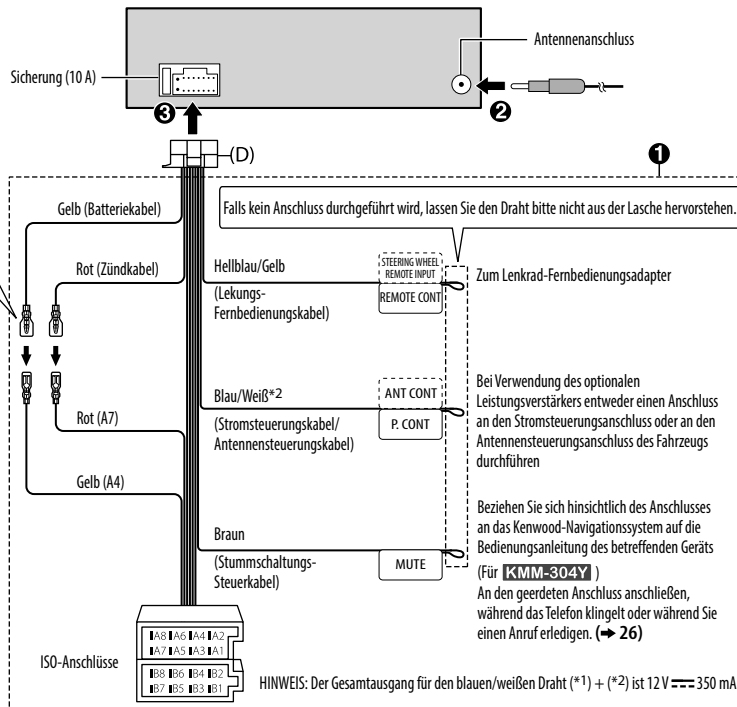 Antennenanschluss
Sicherung (10 A)
3
2
(D)
1
Gelb (Batteriekabel)
Falls kein Anschluss durchgeführt wird, lassen Sie den Draht bitte nicht aus der Lasche hervorstehen.
Rot (Zündkabel)
Hellblau/Gelb
(Lekungs-
Fernbedienungskabel)
STEERING WHEEL
REMOTE INPUT
REMOTE CONT
Zum Lenkrad-Fernbedienungsadapter
Blau/Weiß*2
(Stromsteuerungskabel/
Antennensteuerungskabel)
ANT CONT
P. CONT
Bei Verwendung des optionalen
Leistungsverstärkers entweder einen Anschluss
an den Stromsteuerungsanschluss oder an den
Antennensteuerungsanschluss des Fahrzeugs
durchführen
Rot (A7)
Gelb (A4)
Braun
(Stummschaltungs-
Steuerkabel)
MUTE
Beziehen Sie sich hinsichtlich des Anschlusses
an das Kenwood-Navigationssystem auf die
Bedienungsanleitung des betreffenden Geräts
(Für KMM-304Y )
An den geerdeten Anschluss anschließen,
während das Telefon klingelt oder während Sie
einen Anruf erledigen. (➜ 26)
ISO-Anschlüsse
A8 A6 A4 A2
A7 A5 A3 A1
B8 B6 B4 B2
B7 B5 B3 B1
HINWEIS: Der Gesamtausgang für den blauen/weißen Draht (*1) + (*2) ist 12 V ⎓ 350 mA